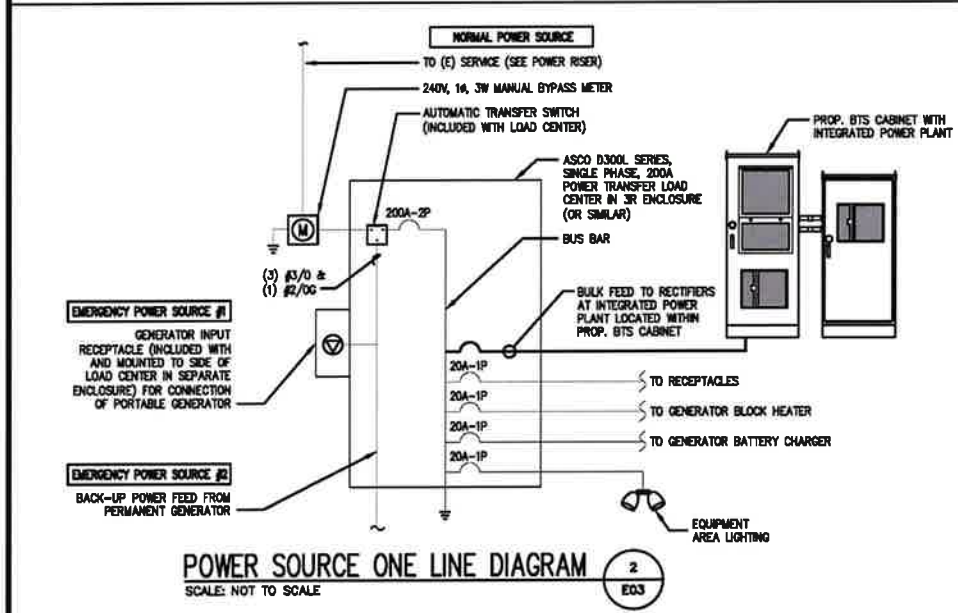 NORMAL POWER SOURCE
TO (E) SERVICE (SEE POWER RISER)
240V, 1ø, 3W MANUAL BYPASS METER
AUTOMATIC TRANSFER SWITCH
(INCLUDED WITH LOAD CENTER)
PROP. BTS CABINET WITH
INTEGRATED POWER PLANT
ASCO D300L SERIES,
SINGLE PHASE, 200A
POWER TRANSFER LOAD
CENTER IN 3R ENCLOSURE
(OR SIMILAR)
200A-2P
M
BUS BAR
(3) #3/0 &
(1) #2/0G
BULK FEED TO RECTIFIERS
AT INTEGRATED POWER
PLANT LOCATED WITHIN
PROP. BTS CABINET
EMERGENCY POWER SOURCE #1
GENERATOR INPUT
RECEPTACLE (INCLUDED WITH
AND MOUNTED TO SIDE OF
LOAD CENTER IN SEPARATE
ENCLOSURE) FOR CONNECTION
OF PORTABLE GENERATOR
20A-1P
TO RECEPTACLES
20A-1P
TO GENERATOR BLOCK HEATER
20A-1P
TO GENERATOR BATTERY CHARGER
20A-1P
EMERGENCY POWER SOURCE #2
BACK-UP POWER FEED FROM
PERMANENT GENERATOR
EQUIPMENT
AREA LIGHTING
POWER SOURCE ONE LINE DIAGRAM
SCALE: NOT TO SCALE
2
E03